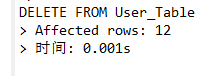 DELETE FROM User_Table
> Affected rows: 12
> 时间: 0.001s